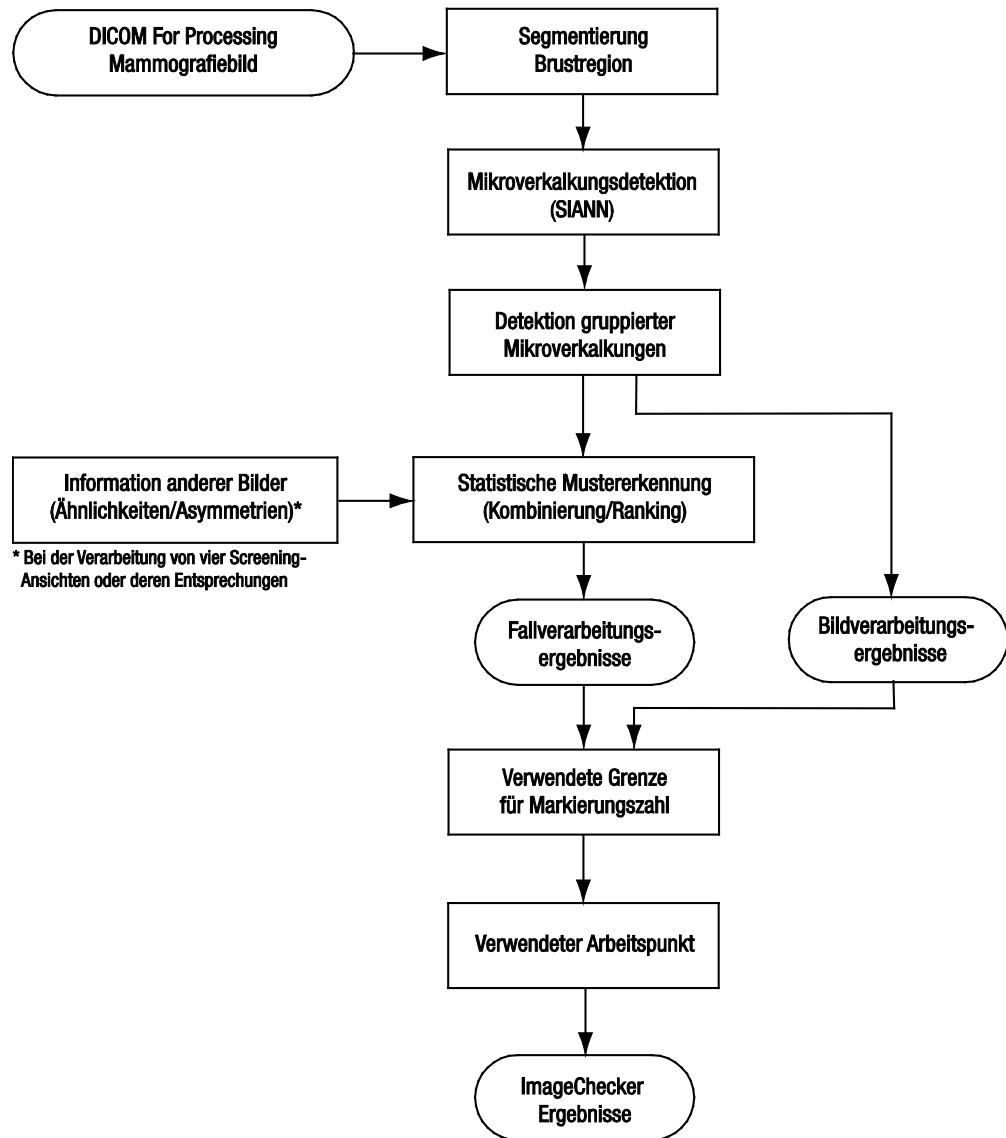 DICOM For Processing
Mammografiebild
Segmentierung
Brustregion
Mikroverkalkungsdetektion
(SIANN)
Detektion gruppierter
Mikroverkalkungen
Information anderer Bilder
(Ähnlichkeiten/Asymmetrien)*
* Bei der Verarbeitung von vier Screening-
Ansichten oder deren Entsprechungen
Statistische Mustererkennung
(Kombinierung/Ranking)
Fallverarbeitungs-
ergebnisse
Bildverarbeitungs-
ergebnisse
Verwendete Grenze
für Markierungszahl
Verwendeter Arbeitspunkt
ImageChecker
Ergebnisse